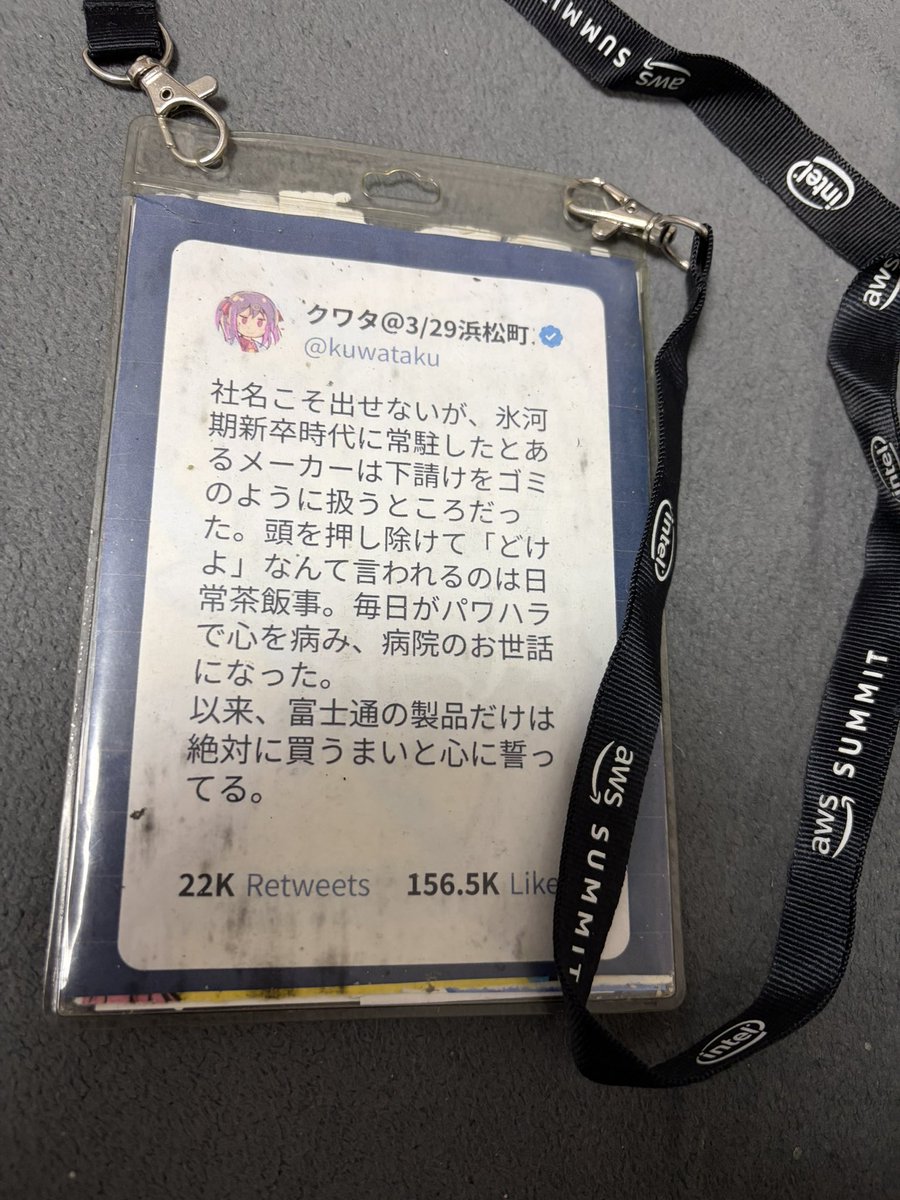 クワタ@3/29浜松町
@kuwataku
社名こそ出せないが、氷河
期新卒時代に常駐したとあ
るメーカーは下請けをゴミ
のように扱うところだっ
た。頭を押し除けて「どけ
よ」なんて言われるのは日
常茶飯事。毎日がパワハラ
で心を病み、病院のお世話
になった。
以来、富士通の製品だけは
絶対に買うまいと心に誓っ
てる。
22K Retweets 156.5K Like
aws SUMMIT
intel
aws
intel
intel
aws SUMMIT
aws SUMMIT
intel